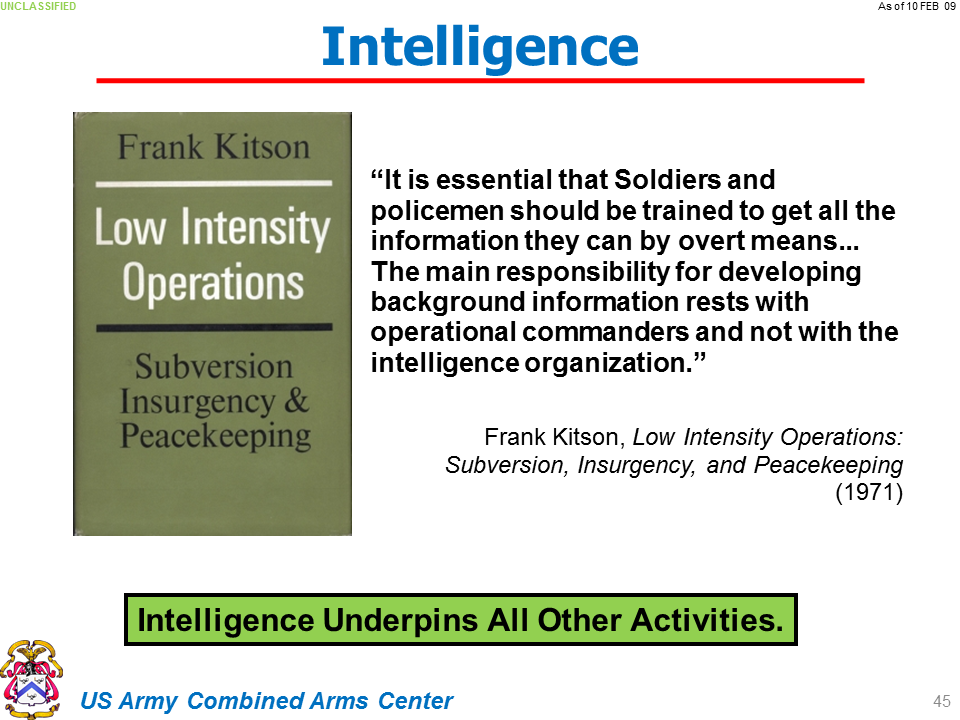 UNCLASSIFIED
As of 10 FEB 09
Intelligence
Frank Kitson
Low Intensity
Operations
Subversion
Insurgency &
Peacekeeping
“It is essential that Soldiers and
policemen should be trained to get all the
information they can by overt means...
The main responsibility for developing
background information rests with
operational commanders and not with the
intelligence organization.”
Frank Kitson, Low Intensity Operations:
Subversion, Insurgency, and Peacekeeping
(1971)
Intelligence Underpins All Other Activities.
US Army Combined Arms Center
45